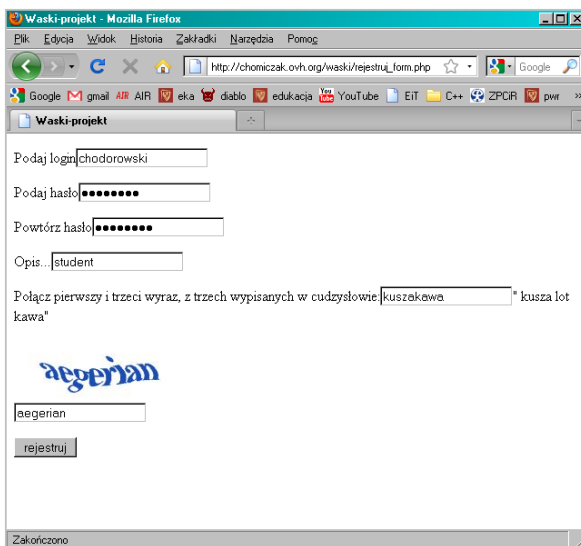 Waski-projekt - Mozilla Firefox
Plik Edycja Widok Historia Zakładki Narzędzia Pomoc
http://chomiczak.ovh.org/waski/rejestruj_form.php Google
Google gmail AIR AIR eka diablo edukacja YouTube EiT C++ ZPCiR pwr »
Waski-projekt
Podaj login chodorowski
Podaj hasło ●●●●●●●●
Powtórz hasło ●●●●●●●●
Opis... student
Połącz pierwszy i trzeci wyraz, z trzech wypisanych w cudzysłowie: kuszakawa " kusza lot
kawa"
aegerian
aegerian
rejestruj
Zakończono